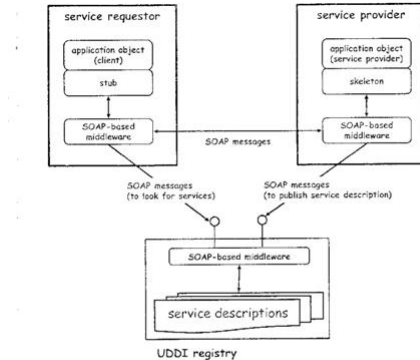 service requestor
service provider
application object
(client)
stub
SOAP-based
middleware
application object
(service provider)
skeleton
SOAP-based
middleware
SOAP messages
SOAP messages
(to look for services)
SOAP messages
(to publish service description)
SOAP-based middleware
service descriptions
UDDI registry